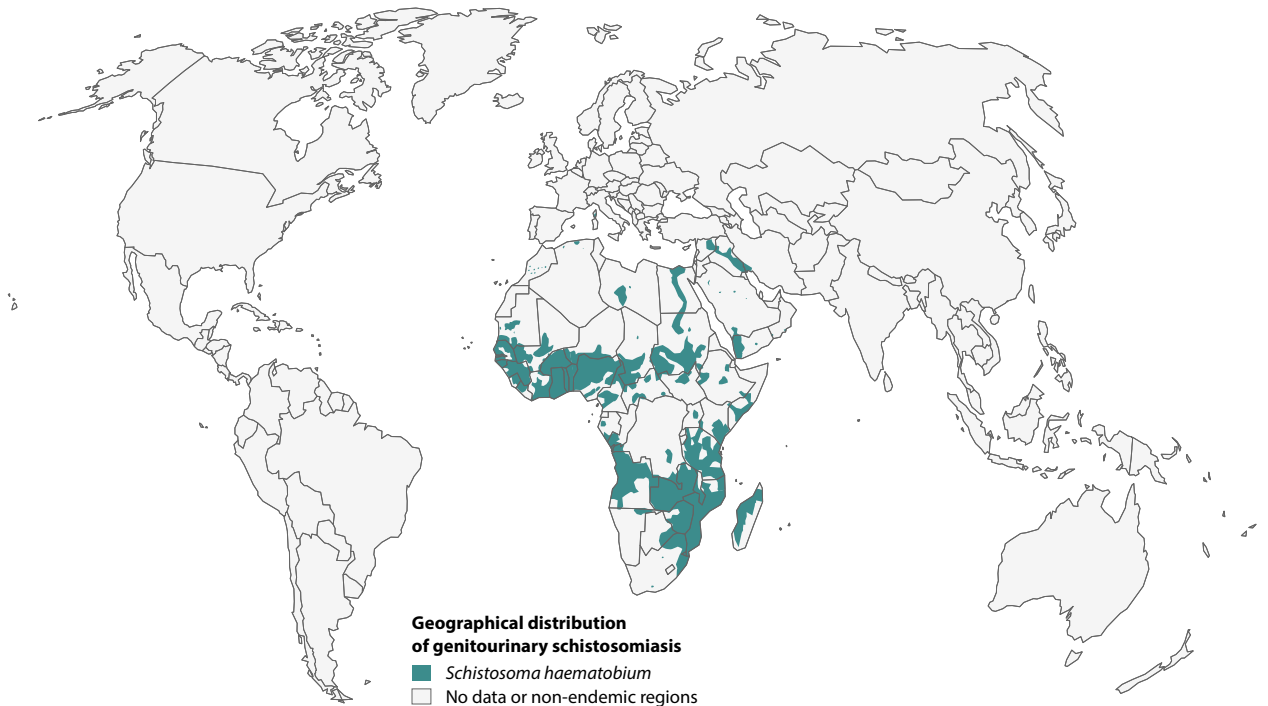 Geographical distribution
of genitourinary schistosomiasis
Schistosoma haematobium
No data or non-endemic regions